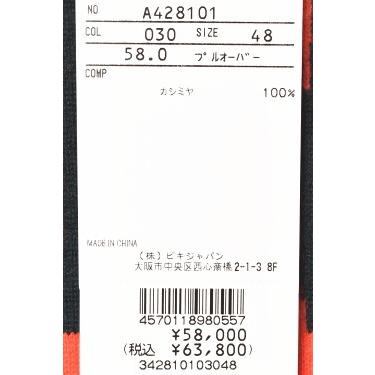 NO A428101
COL 030 SIZE 48
58.0 プルオーバー
COMP
カシミヤ 100%
MADE IN CHINA
(株)ビキジャパン
大阪市中央区西心斎橋2-1-3 8F
4570118980557
¥58,000
(税込 ¥63,800)
342810103048